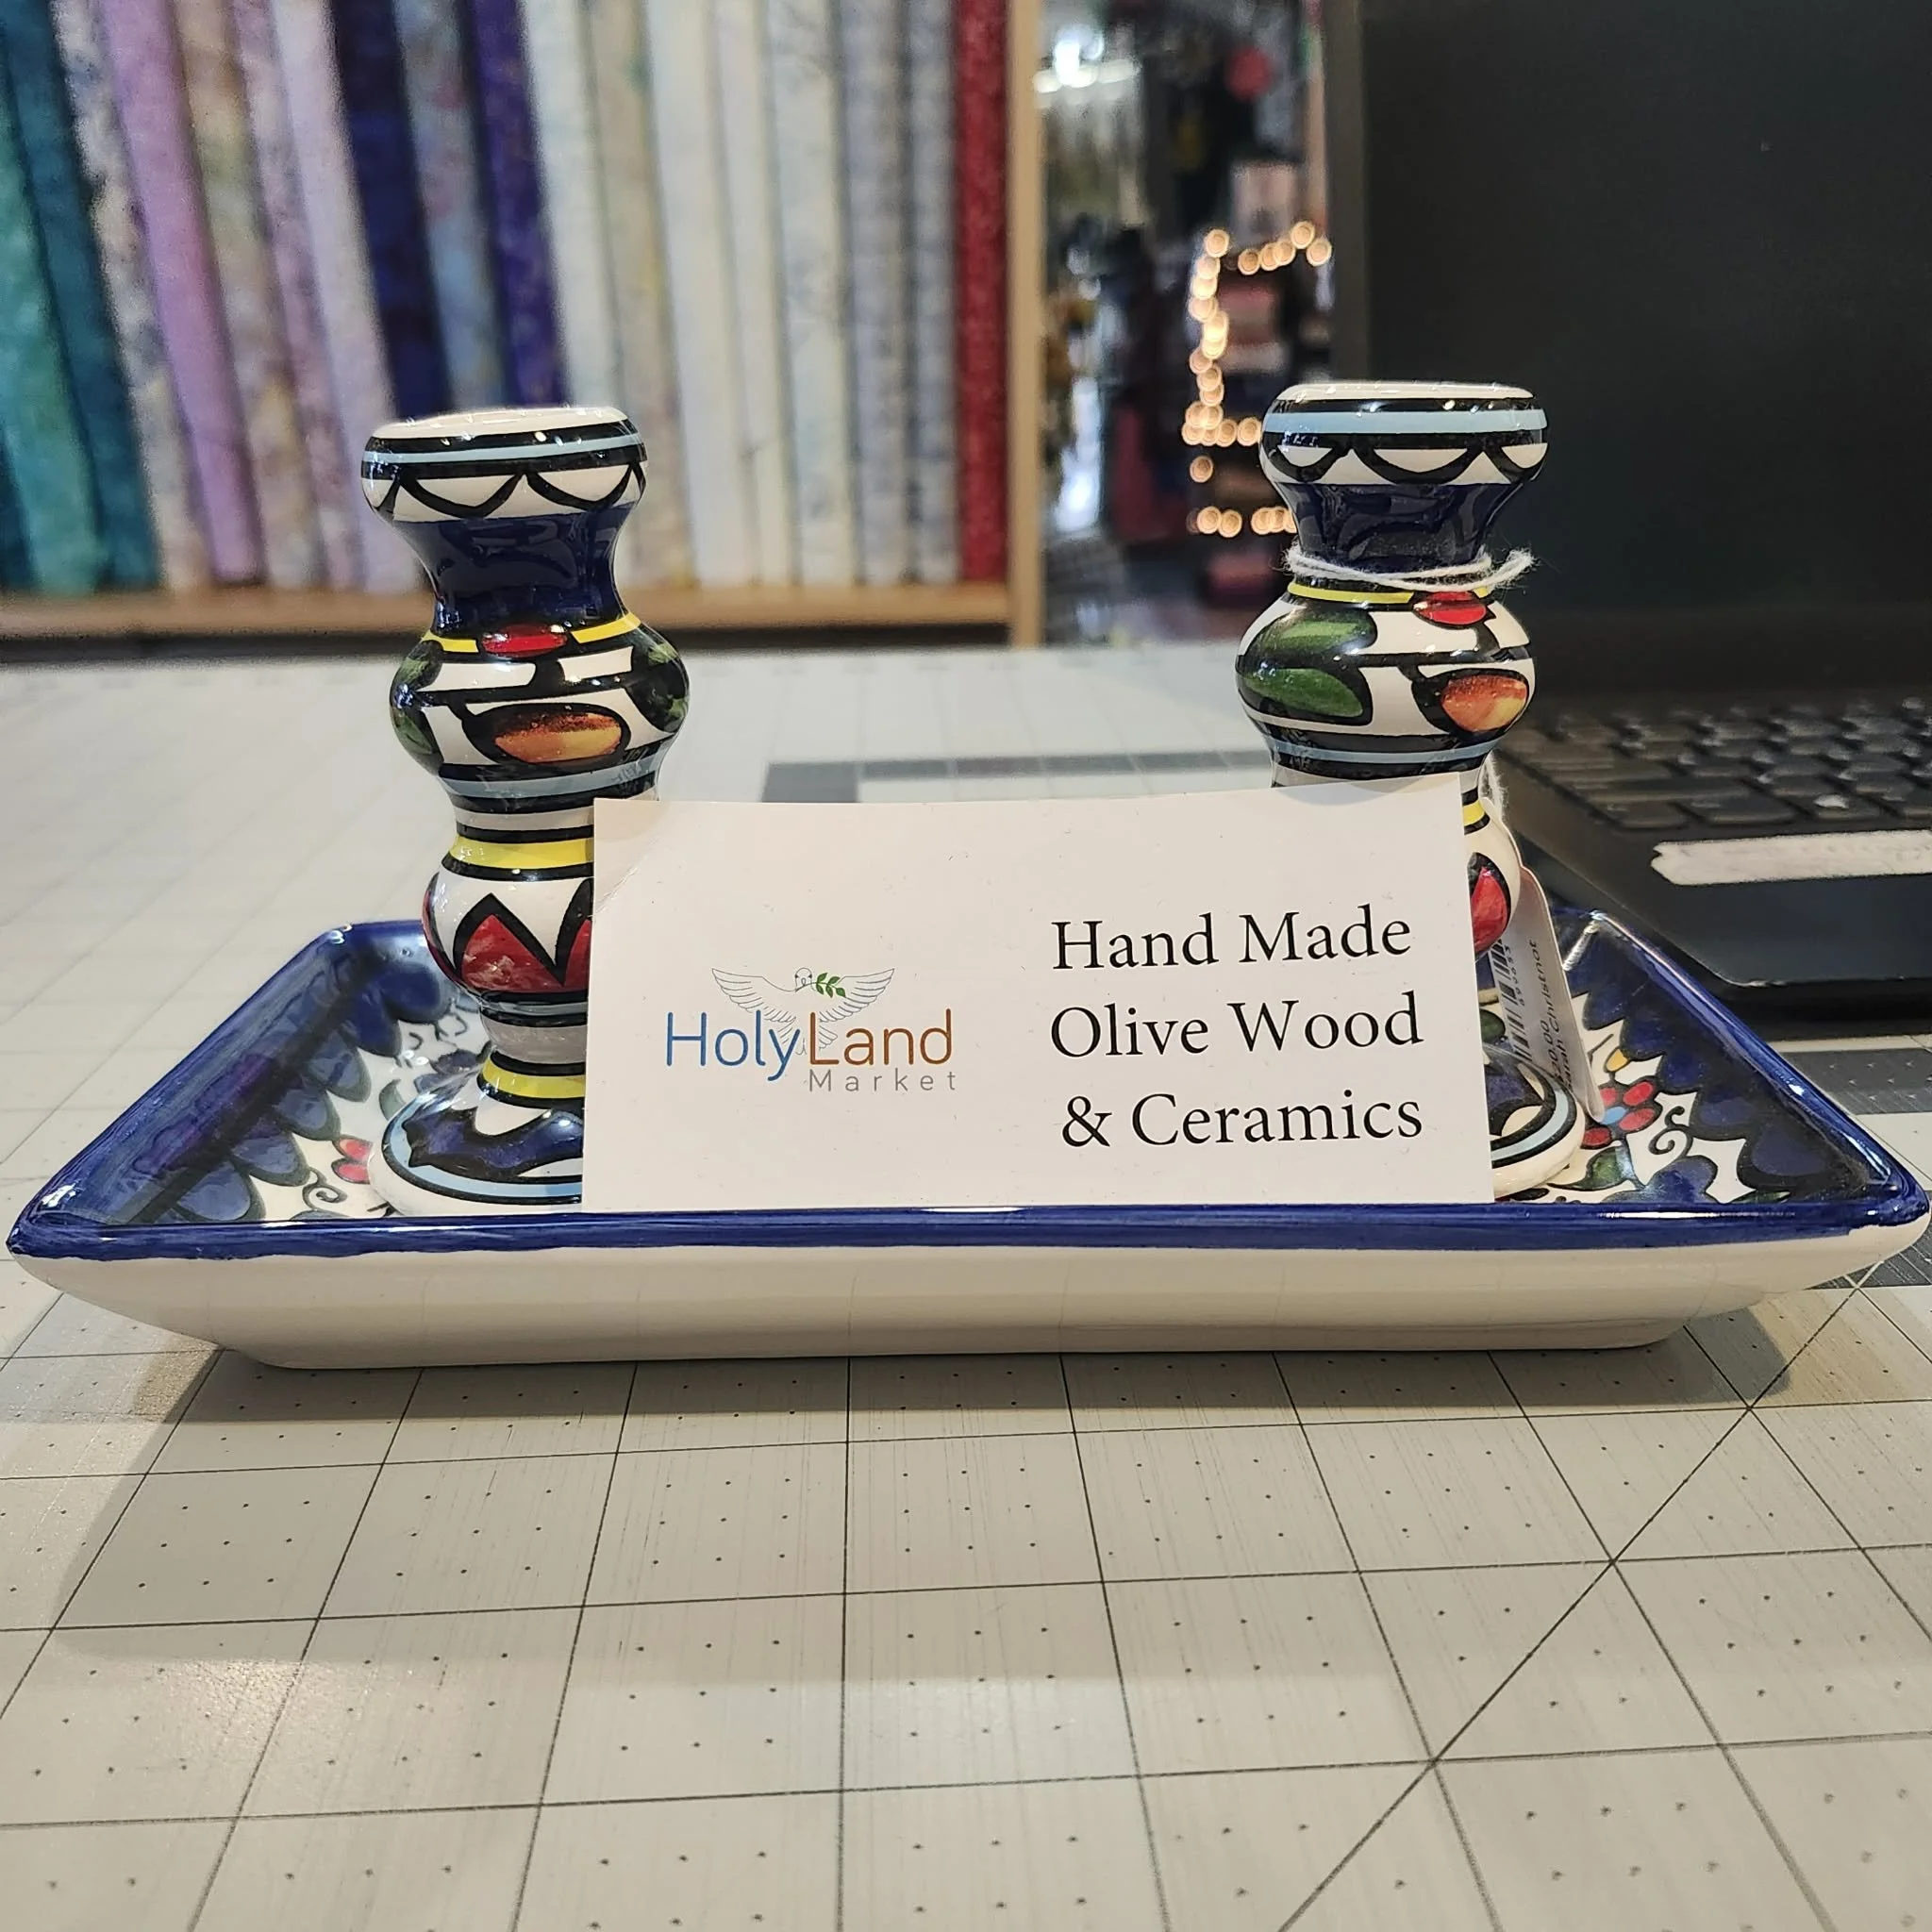 HolyLand
Market
Hand Made
Olive Wood
& Ceramics